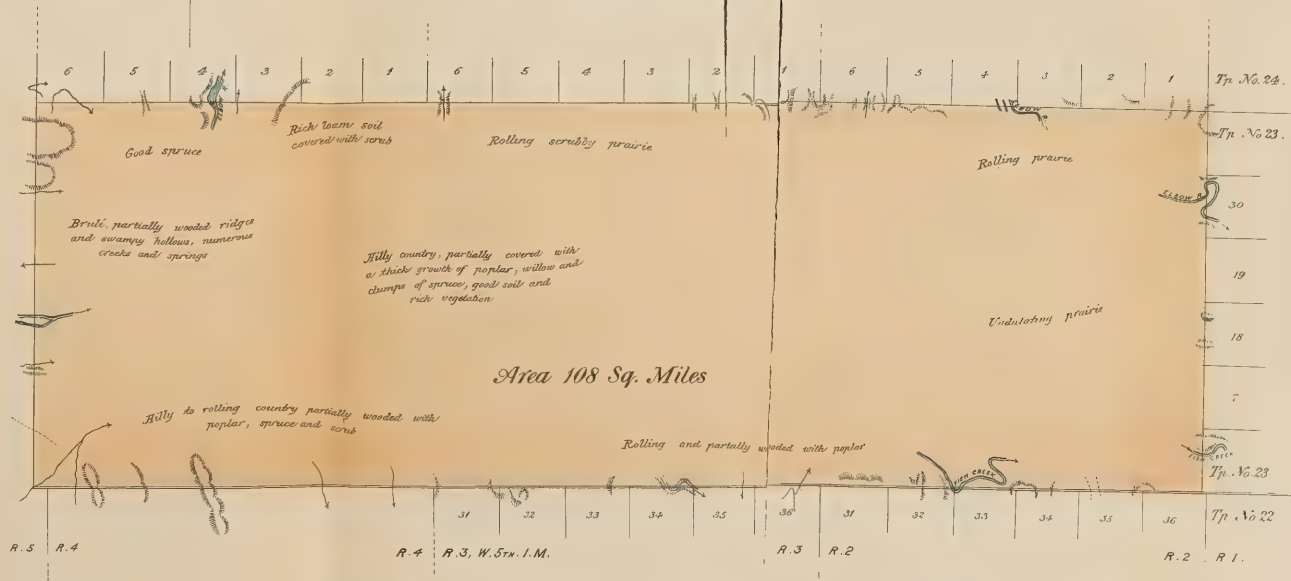 6 5 4 3 2 1 6 5 4 3 2 1 6 5 4 3 2 1 Tp No. 24.
ELBOW
ELBOW
Tp. No 23.
Rich loam soil
covered with scrub
Good spruce
Rolling scrubby prairie
Rolling prairie
ELBOW R.
30
Brulé, partially wooded ridges
and swampy hollows, numerous
creeks and springs
Hilly country, partially covered with
a thick growth of poplar, willow and
clumps of spruce, good soil and
rich vegetation
19
Undulating prairie
18
Area 108 Sq. Miles
7
Hilly to rolling country partially wooded with
poplar, spruce and scrub
Rolling and partally wooded with poplar
FISH CREEK
FISH CREEK
Tp. No. 23
31 32 33 34 35 36 31 32 33 34 35 36 Tp. No 22
R.5 R.4 R.4 R.3, W.5TH. I.M. R.3 R.2 R.2 R 1.